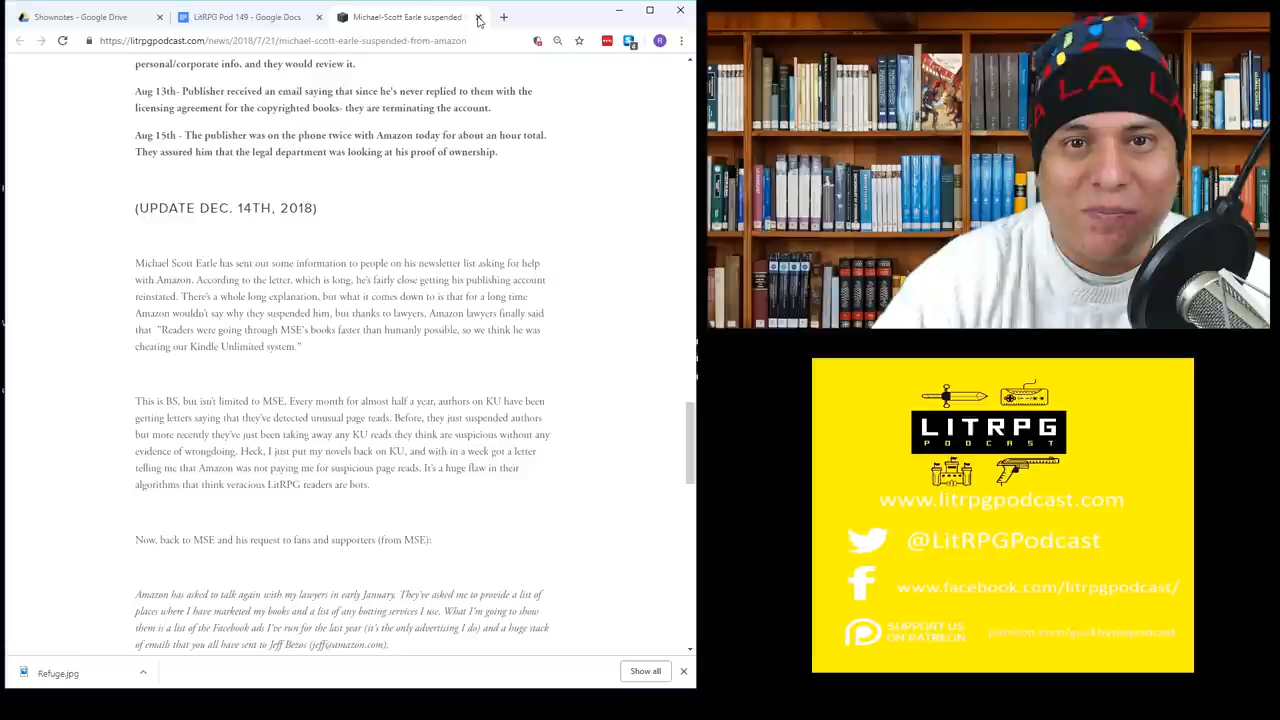 Shownotes - Google Drive
LitRPG Pod 149 - Google Docs
Michael-Scott Earle suspended
https://litrpgpodcast.com/news/2018/7/21/michael-scott-earle-suspended-from-amazon
4
R
personal/corporate info, and they would review it.
Aug 13th- Publisher received an email saying that since he's never replied to them with the
licensing agreement for the copyrighted books- they are terminating the account.
Aug 15th - The publisher was on the phone twice with Amazon today for about an hour total.
They assured him that the legal department was looking at his proof of ownership.
(UPDATE DEC. 14TH, 2018)
Michael Scott Earle has sent out some information to people on his newsletter list asking for help
with Amazon. According to the letter, which is long, he's fairly close getting his publishing account
reinstated. There's a whole long explanation, but what it comes down to is that for a long time
Amazon wouldn't say why they suspended him, but thanks to lawyers, Amazon lawyers finally said
that "Readers were going through MSE's books faster than humanly possible, so we think he was
cheating our Kindle Unlimited system."
This is BS, but isn't limited to MSE, Every month for almost half a year, authors on KU have been
getting letters saying that they've detected unusual page reads. Before, they just suspended authors
but more recently they've just been taking away any KU reads they think are suspicious without any
evidence of wrongdoing. Heck, I just put my novels back on KU, and with in a week got a letter
telling me that Amazon was not paying me for suspicious page reads. It's a huge flaw in their
algorithms that think veracious LitRPG readers are bots.
Now, back to MSE and his request to fans and supporters (from MSE):
Amazon has asked to talk again with my lawyers in early January. They've asked me to provide a list of
places where I have marketed my books and a list of any botting services I use. What I'm going to show
them is a list of the Facebook ads I've run for the last year (it's the only advertising I do) and a huge stack
of emails that you all have sent to Jeff Bezos (jeff@amazon.com).
Refuge.jpg
Show all
LA LA L
LITRPG
PODCAST
www.litrpgpodcast.com
@LitRPGPodcast
www.facebook.com/litrpgpodcast/
SUPPORT US
ON PATREON